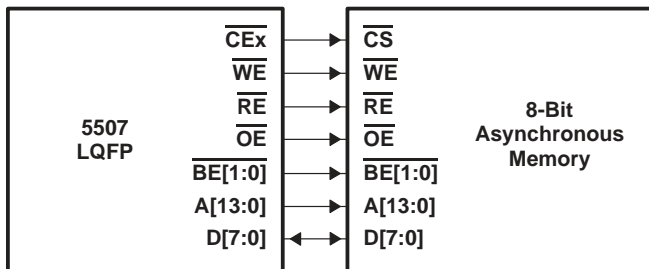 5507
LQFP
CEx
WE
RE
OE
BE[1:0]
A[13:0]
D[7:0]
CS
WE
RE
OE
BE[1:0]
A[13:0]
D[7:0]
8-Bit
Asynchronous
Memory